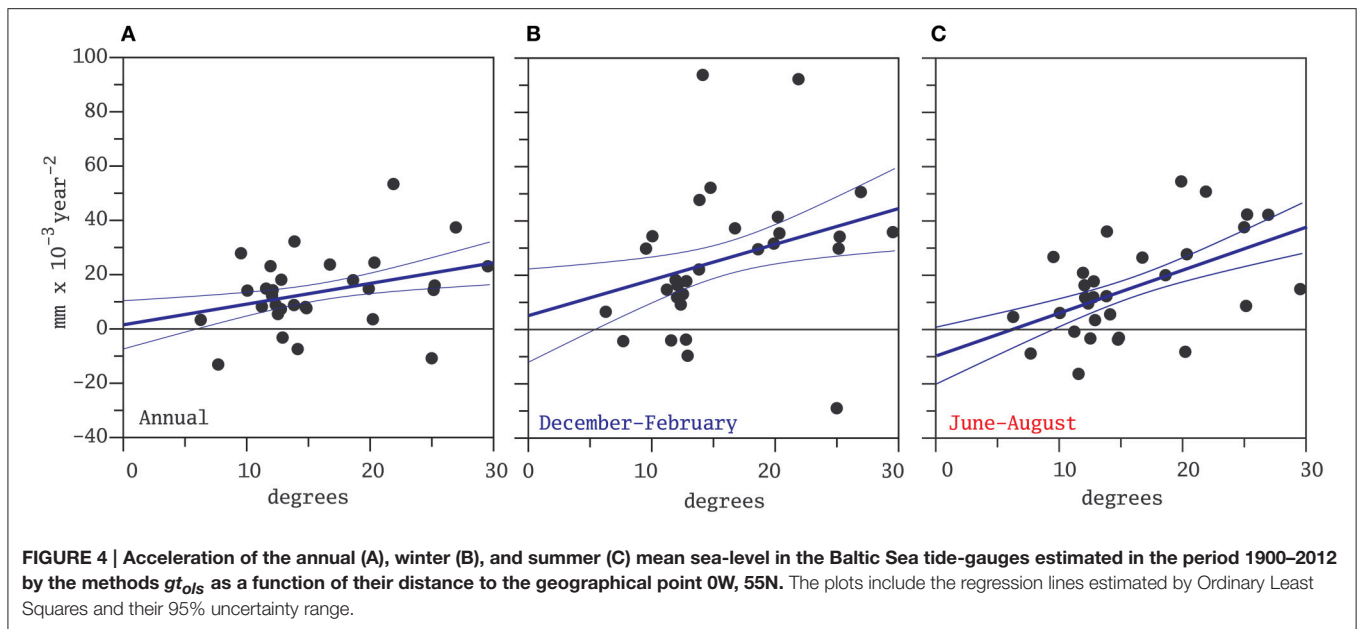 A B C
100
80
60
40
20
0
-20
-40
mm x 10⁻³ year⁻²
Annual
December-February
June-August
0 10 20 30
0 10 20 30
0 10 20 30
degrees degrees degrees
FIGURE 4 | Acceleration of the annual (A), winter (B), and summer (C) mean sea-level in the Baltic Sea tide-gauges estimated in the period 1900–2012
by the methods gt_ols as a function of their distance to the geographical point 0W, 55N. The plots include the regression lines estimated by Ordinary Least
Squares and their 95% uncertainty range.